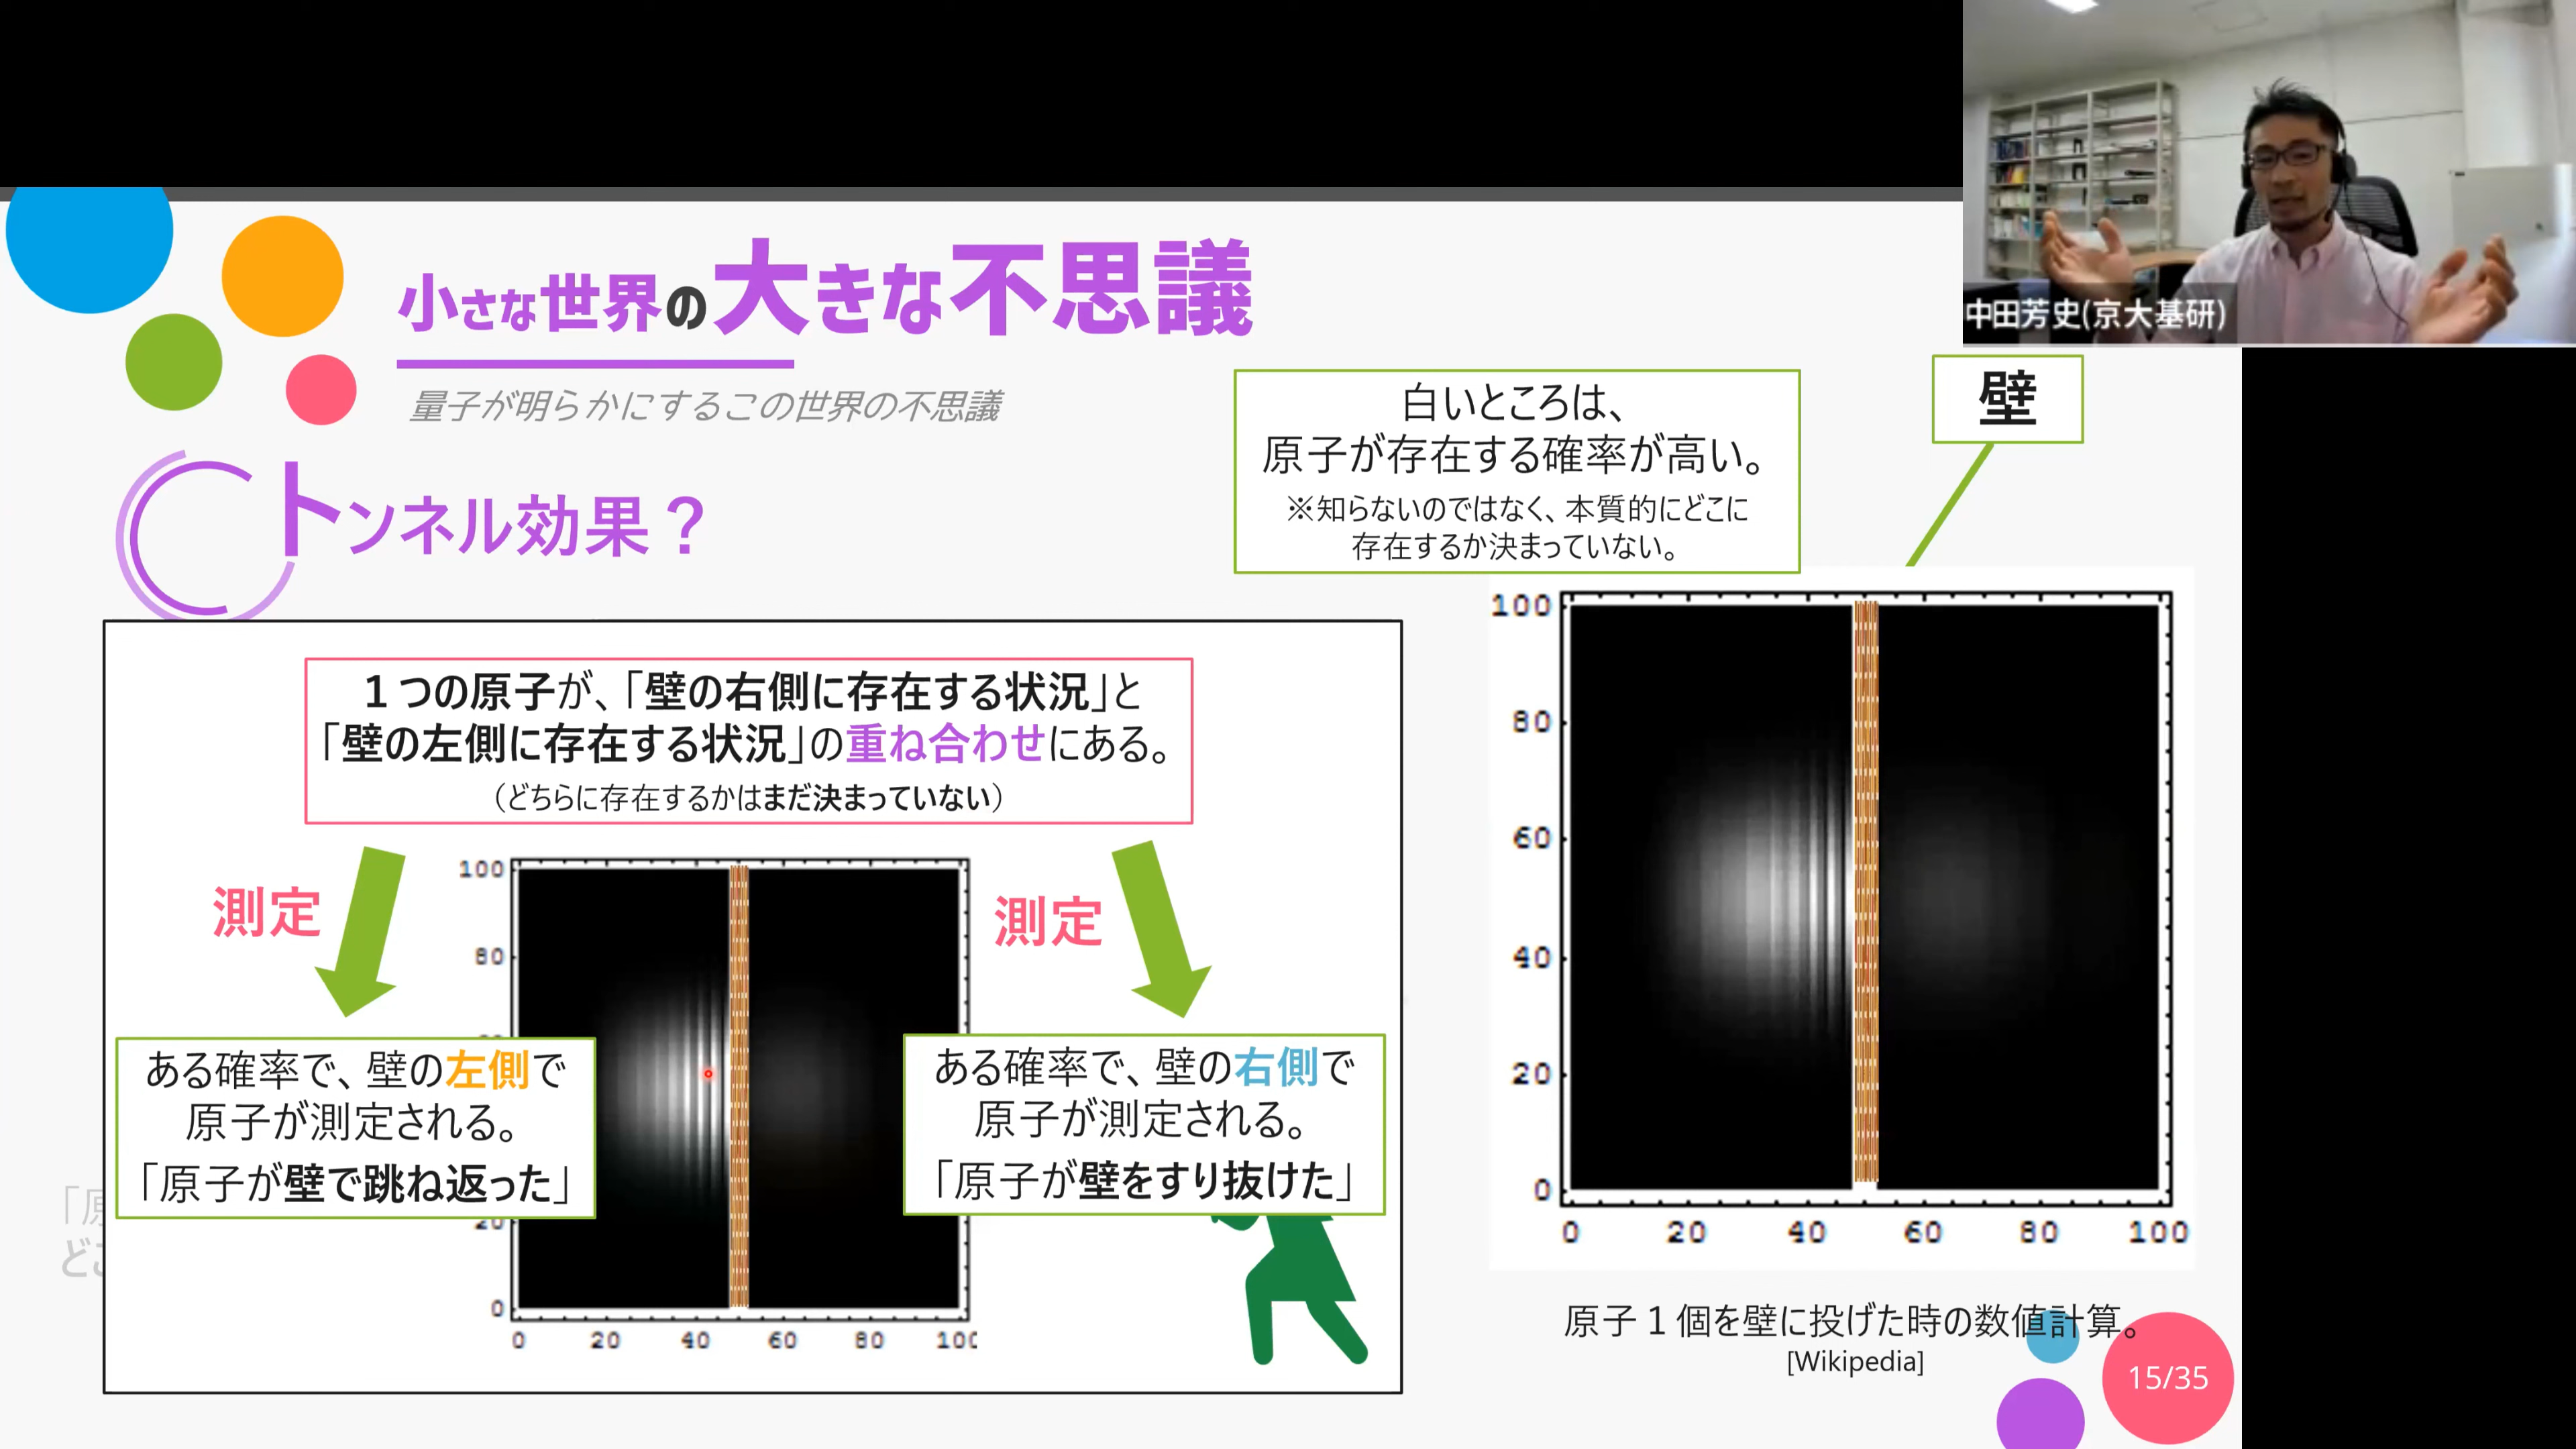 小さな世界の大きな不思議
量子が明らかにするこの世界の不思議
トンネル効果？
中田芳史(京大基研)
壁
白いところは、
原子が存在する確率が高い。
※知らないのではなく、本質的にどこに
存在するか決まっていない。
１つの原子が、「壁の右側に存在する状況」と
「壁の左側に存在する状況」の重ね合わせにある。
（どちらに存在するかはまだ決まっていない）
測定
測定
ある確率で、壁の左側で
原子が測定される。
「原子が壁で跳ね返った」
ある確率で、壁の右側で
原子が測定される。
「原子が壁をすり抜けた」
100
80
20
0
0 20 40 60 80 100
100
80
60
40
20
0
0 20 40 60 80 100
原子１個を壁に投げた時の数値計算。
[Wikipedia]
15/35